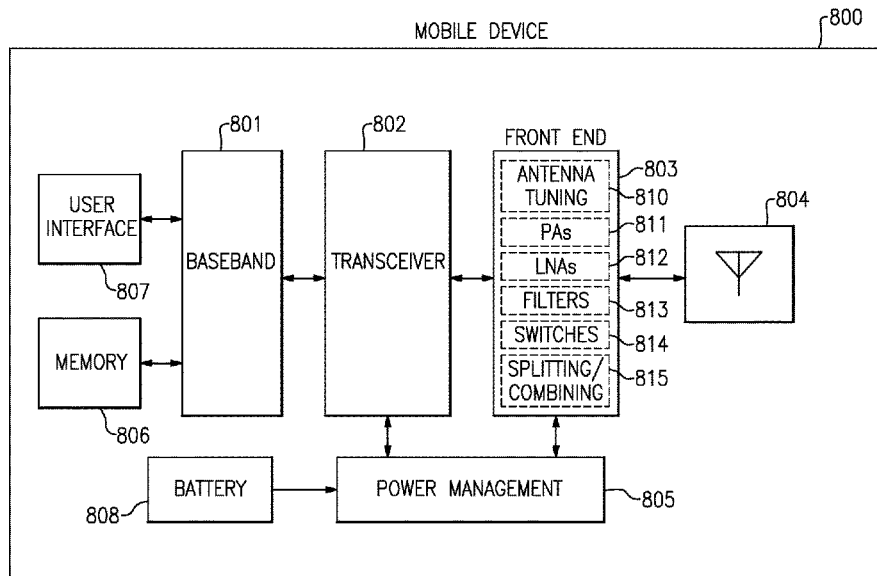 MOBILE DEVICE
800
801
802
FRONT END
803
804
USER
INTERFACE
807
BASEBAND
TRANSCEIVER
ANTENNA
TUNING
810
PAs
811
LNAs
812
FILTERS
813
SWITCHES
814
SPLITTING/
COMBINING
815
MEMORY
806
BATTERY
808
POWER MANAGEMENT
805